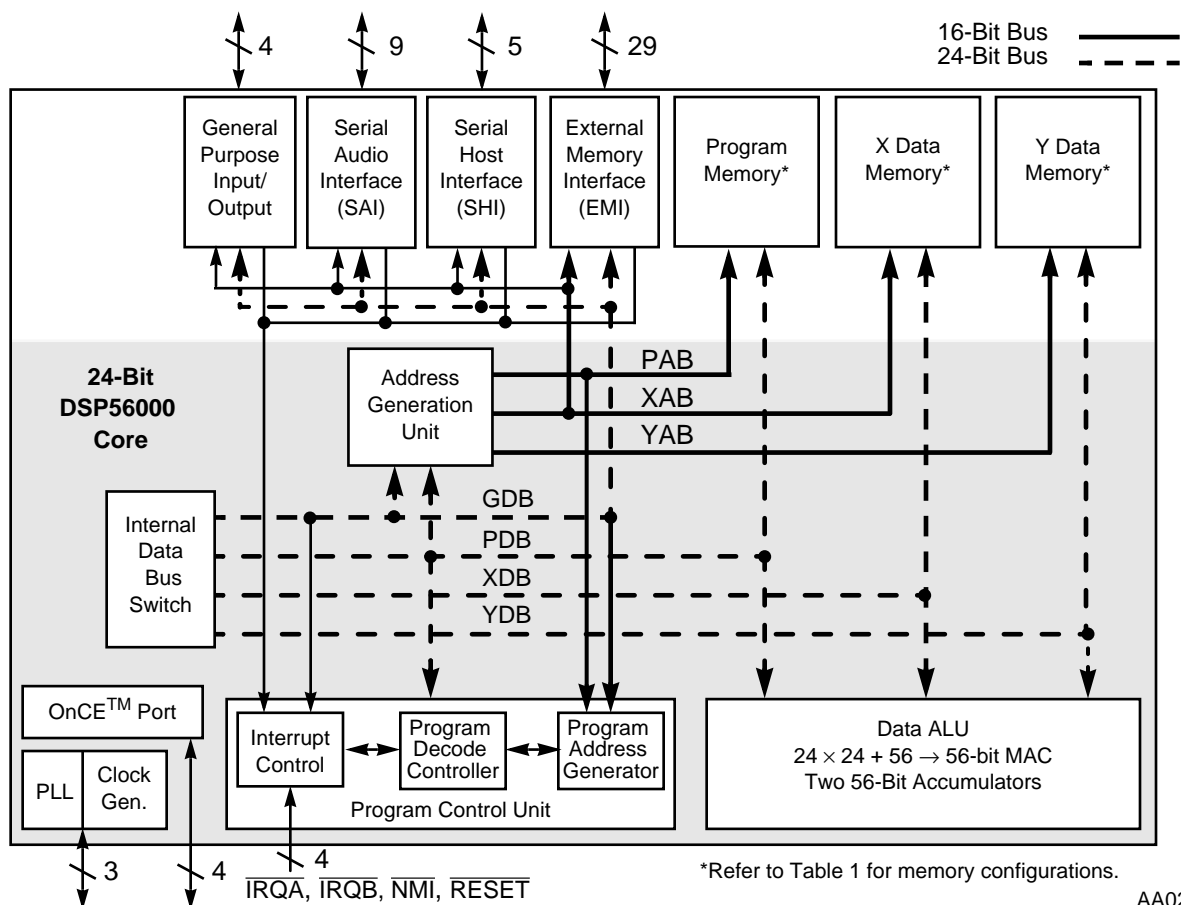 4
9
5
29
16-Bit Bus
24-Bit Bus
General
Purpose
Input/
Output
Serial
Audio
Interface
(SAI)
Serial
Host
Interface
(SHI)
External
Memory
Interface
(EMI)
Program
Memory*
X Data
Memory*
Y Data
Memory*
24-Bit
DSP56000
Core
Address
Generation
Unit
PAB
XAB
YAB
Internal
Data
Bus
Switch
GDB
PDB
XDB
YDB
OnCE™ Port
PLL
Clock
Gen.
Interrupt
Control
Program
Decode
Controller
Program
Address
Generator
Program Control Unit
Data ALU
24 × 24 + 56 → 56-bit MAC
Two 56-Bit Accumulators
3
4
4
I̅R̅Q̅A̅, I̅R̅Q̅B̅, N̅M̅I̅, R̅E̅S̅E̅T̅
*Refer to Table 1 for memory configurations.
AA02